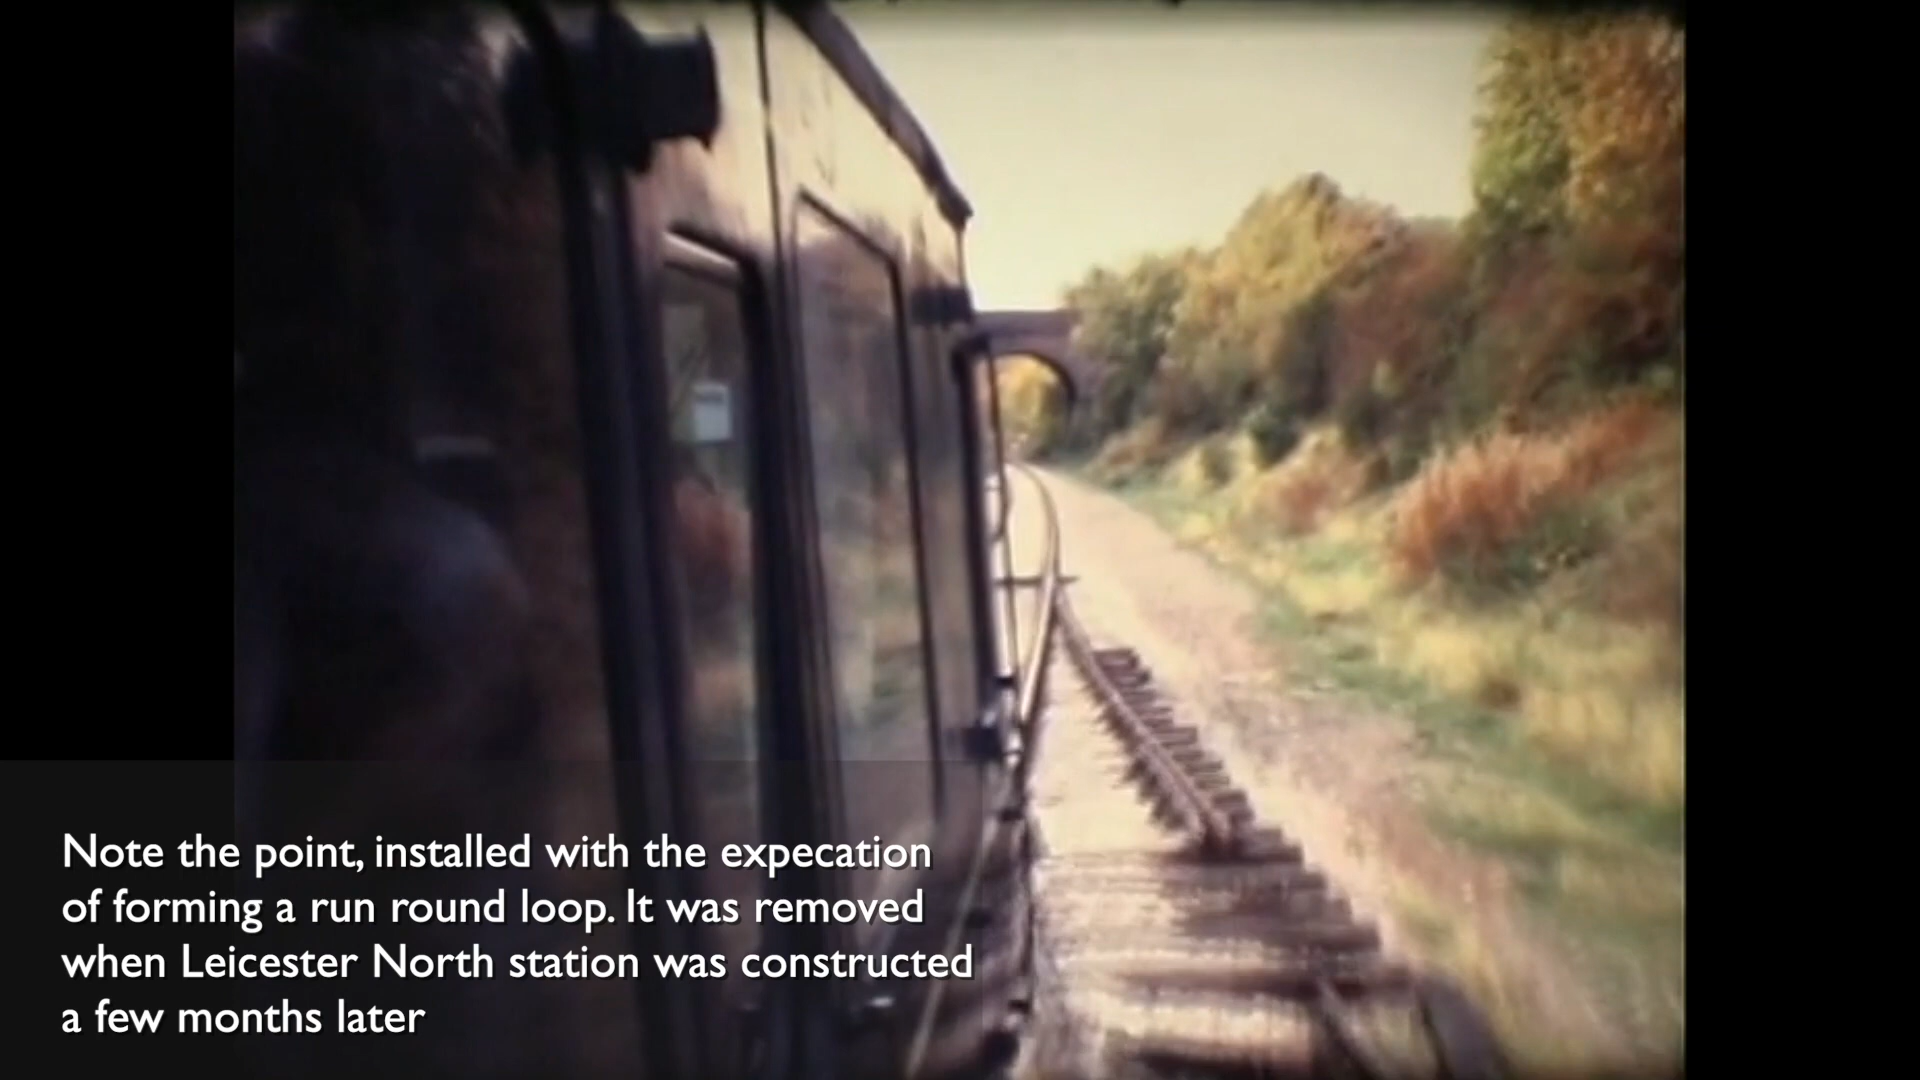 Note the point, installed with the expecation
of forming a run round loop. It was removed
when Leicester North station was constructed
a few months later